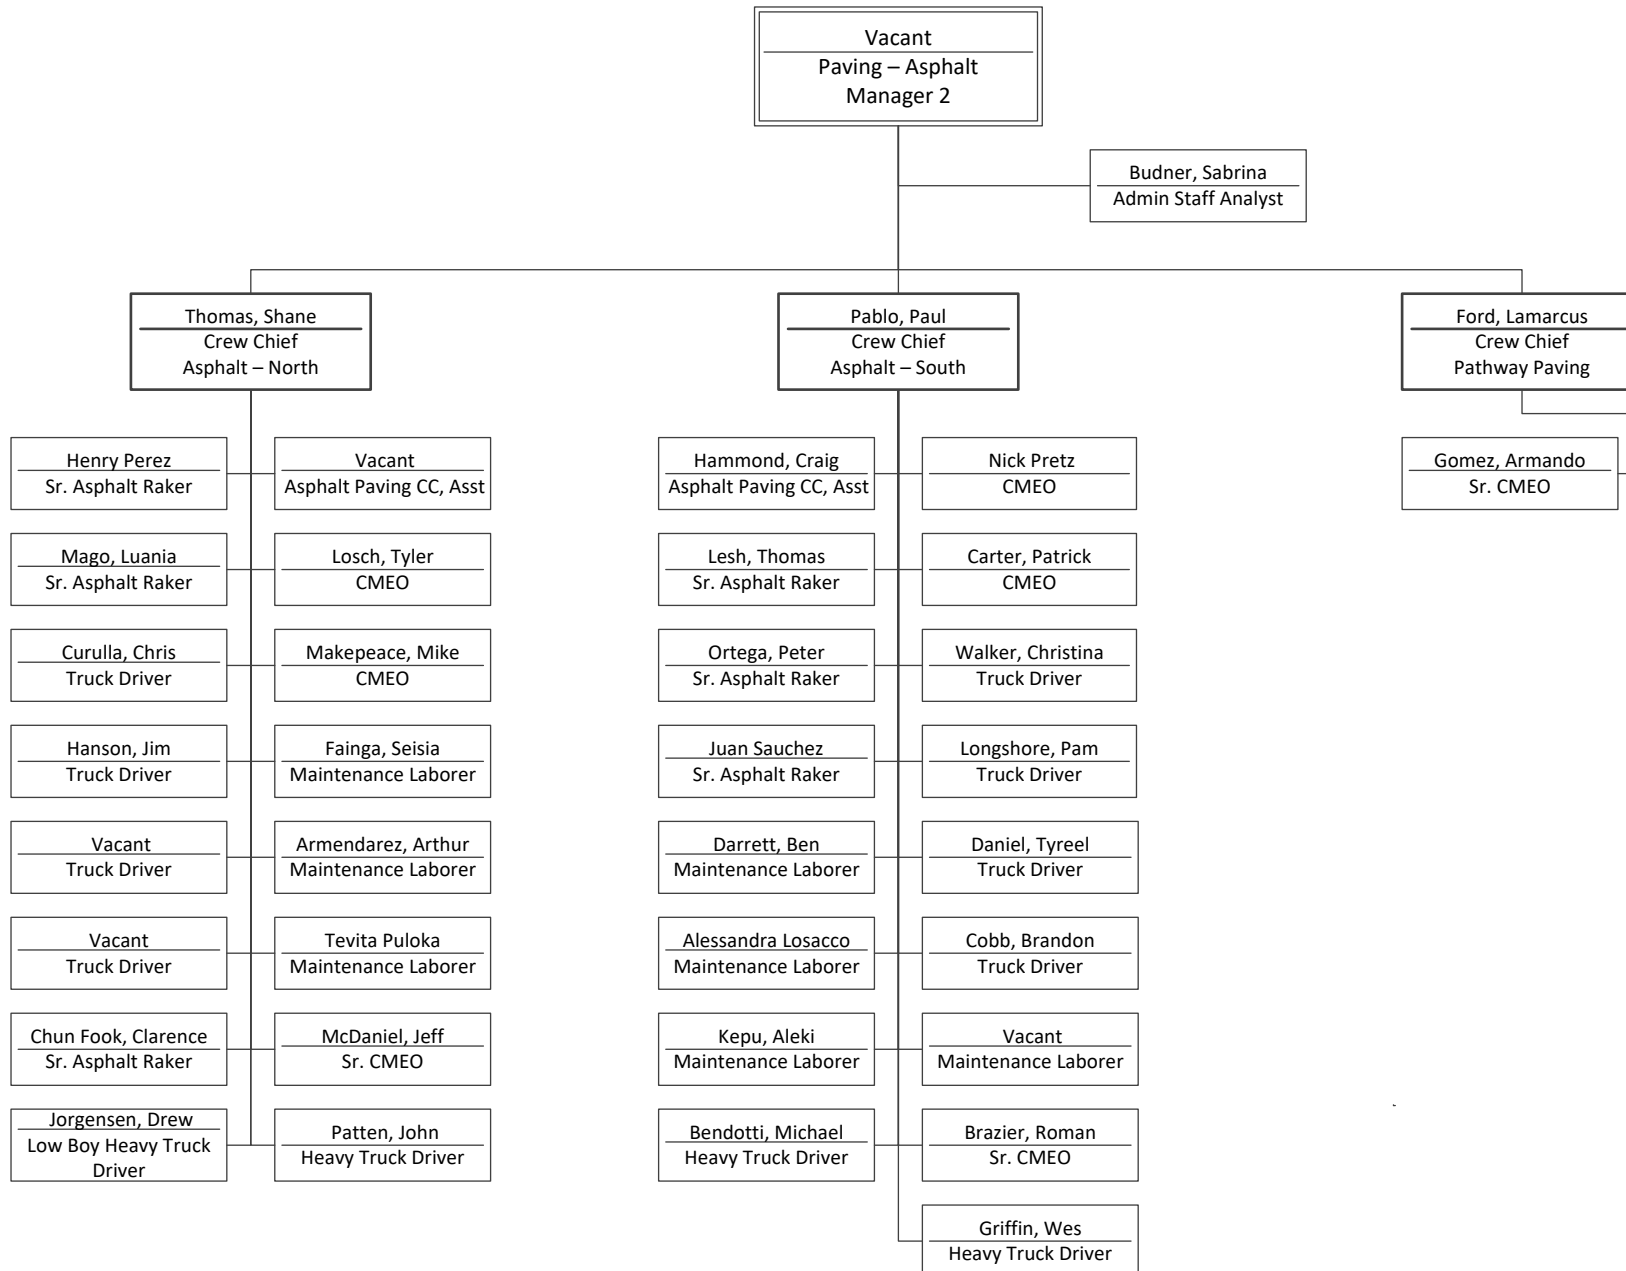 Vacant
Paving – Asphalt
Manager 2
Budner, Sabrina
Admin Staff Analyst
Thomas, Shane
Crew Chief
Asphalt – North
Pablo, Paul
Crew Chief
Asphalt – South
Ford, Lamarcus
Crew Chief
Pathway Paving
Henry Perez
Sr. Asphalt Raker
Vacant
Asphalt Paving CC, Asst
Mago, Luania
Sr. Asphalt Raker
Losch, Tyler
CMEO
Curulla, Chris
Truck Driver
Makepeace, Mike
CMEO
Hanson, Jim
Truck Driver
Fainga, Seisia
Maintenance Laborer
Vacant
Truck Driver
Armendarez, Arthur
Maintenance Laborer
Vacant
Truck Driver
Tevita Puloka
Maintenance Laborer
Chun Fook, Clarence
Sr. Asphalt Raker
McDaniel, Jeff
Sr. CMEO
Jorgensen, Drew
Low Boy Heavy Truck
Driver
Patten, John
Heavy Truck Driver
Hammond, Craig
Asphalt Paving CC, Asst
Nick Pretz
CMEO
Lesh, Thomas
Sr. Asphalt Raker
Carter, Patrick
CMEO
Ortega, Peter
Sr. Asphalt Raker
Walker, Christina
Truck Driver
Juan Sauchez
Sr. Asphalt Raker
Longshore, Pam
Truck Driver
Darrett, Ben
Maintenance Laborer
Daniel, Tyreel
Truck Driver
Alessandra Losacco
Maintenance Laborer
Cobb, Brandon
Truck Driver
Kepu, Aleki
Maintenance Laborer
Vacant
Maintenance Laborer
Bendotti, Michael
Heavy Truck Driver
Brazier, Roman
Sr. CMEO
Griffin, Wes
Heavy Truck Driver
Gomez, Armando
Sr. CMEO